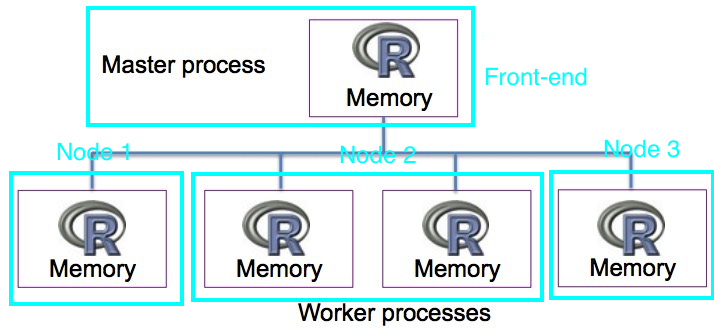 Master process
R
Memory
Front-end
Node 1
Node 2
Node 3
R
Memory
R
Memory
R
Memory
R
Memory
Worker processes